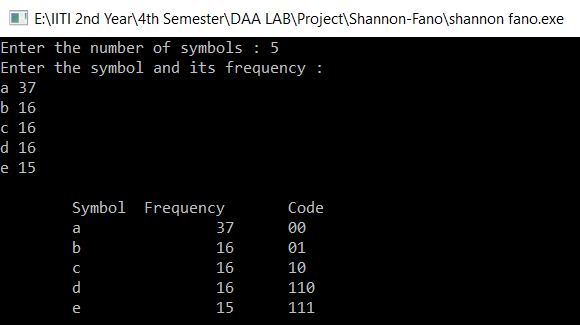 E:\IITI 2nd Year\4th Semester\DAA LAB\Project\Shannon-Fano\shannon fano.exe
Enter the number of symbols : 5
Enter the symbol and its frequency :
a 37
b 16
c 16
d 16
e 15
Symbol Frequency Code
a 37 00
b 16 01
c 16 10
d 16 110
e 15 111